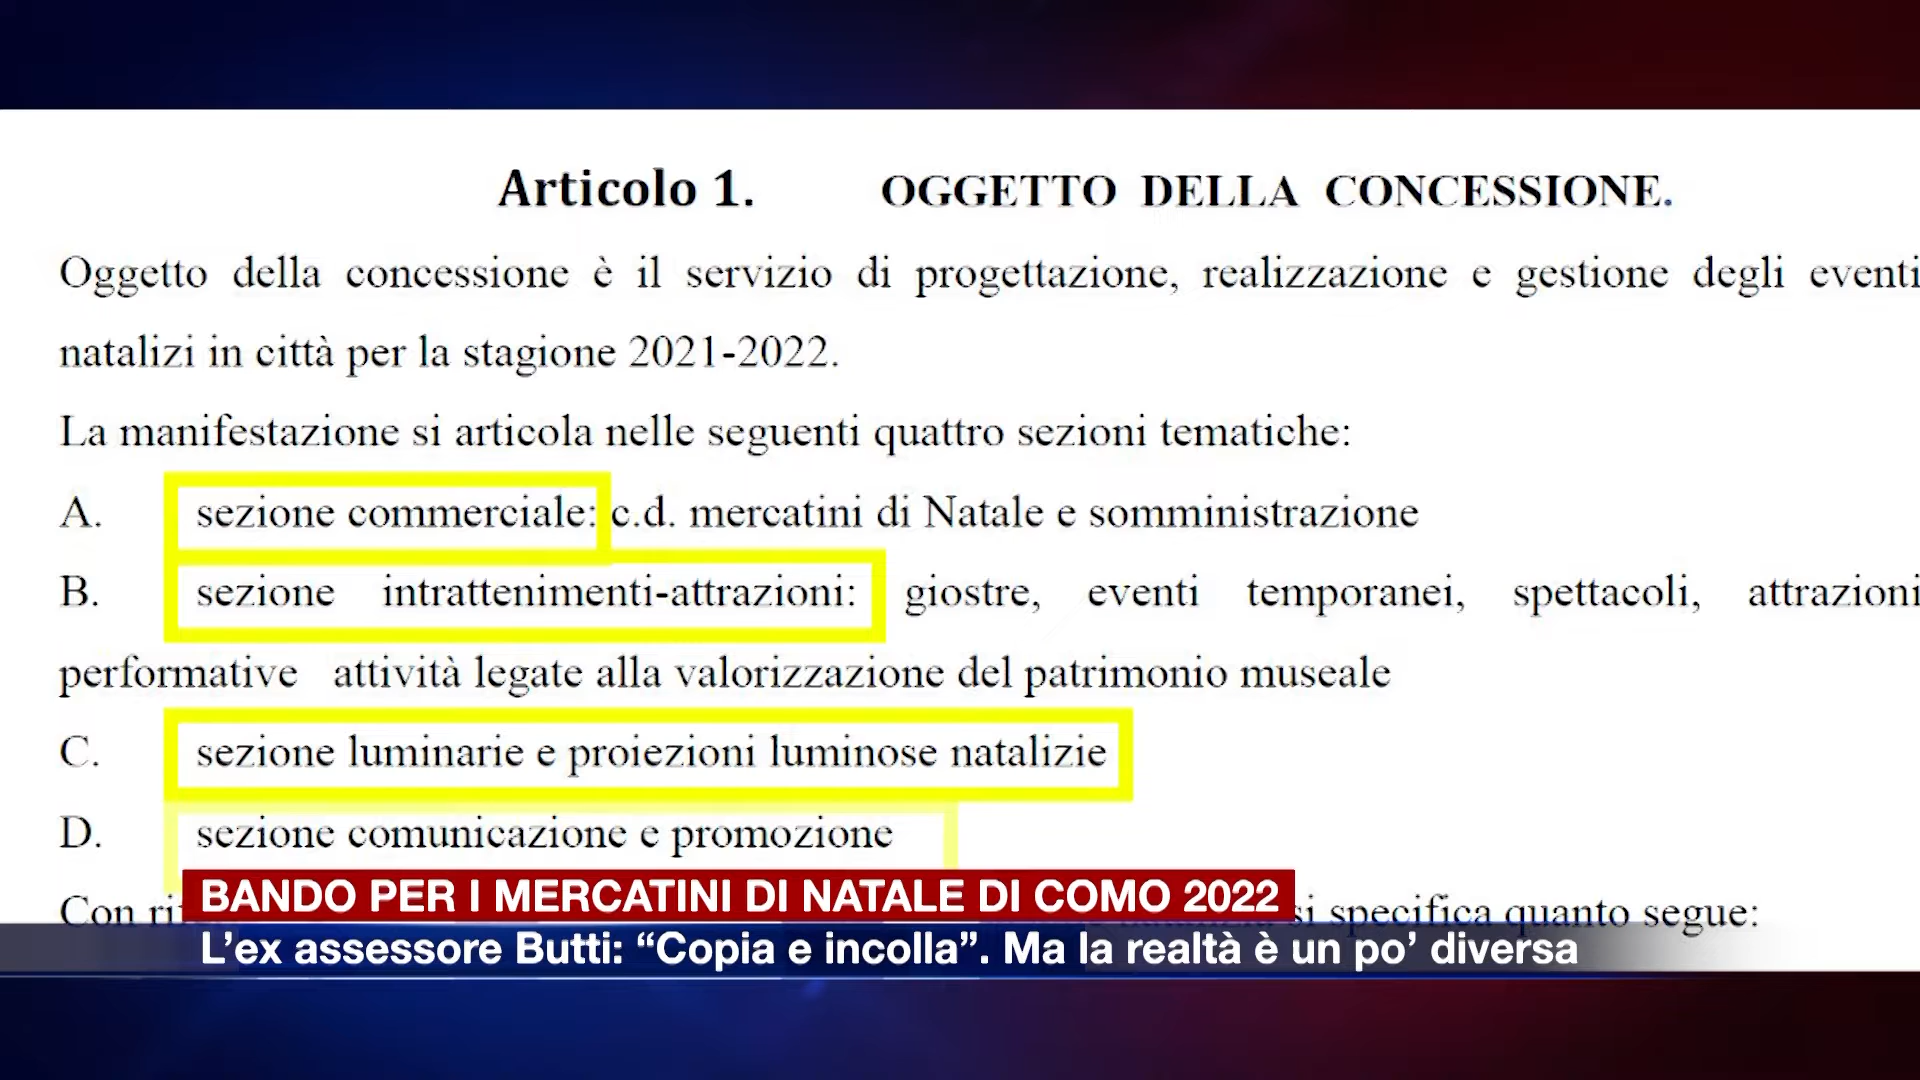 Articolo 1. OGGETTO DELLA CONCESSIONE.
Oggetto della concessione è il servizio di progettazione, realizzazione e gestione degli eventi
natalizi in città per la stagione 2021-2022.
La manifestazione si articola nelle seguenti quattro sezioni tematiche:
A. sezione commerciale: c.d. mercatini di Natale e somministrazione
B. sezione intrattenimenti-attrazioni: giostre, eventi temporanei, spettacoli, attrazioni
performative attività legate alla valorizzazione del patrimonio museale
C. sezione luminarie e proiezioni luminose natalizie
D. sezione comunicazione e promozione
Con si specifica quanto segue:
BANDO PER I MERCATINI DI NATALE DI COMO 2022
L’ex assessore Butti: “Copia e incolla”. Ma la realtà è un po’ diversa